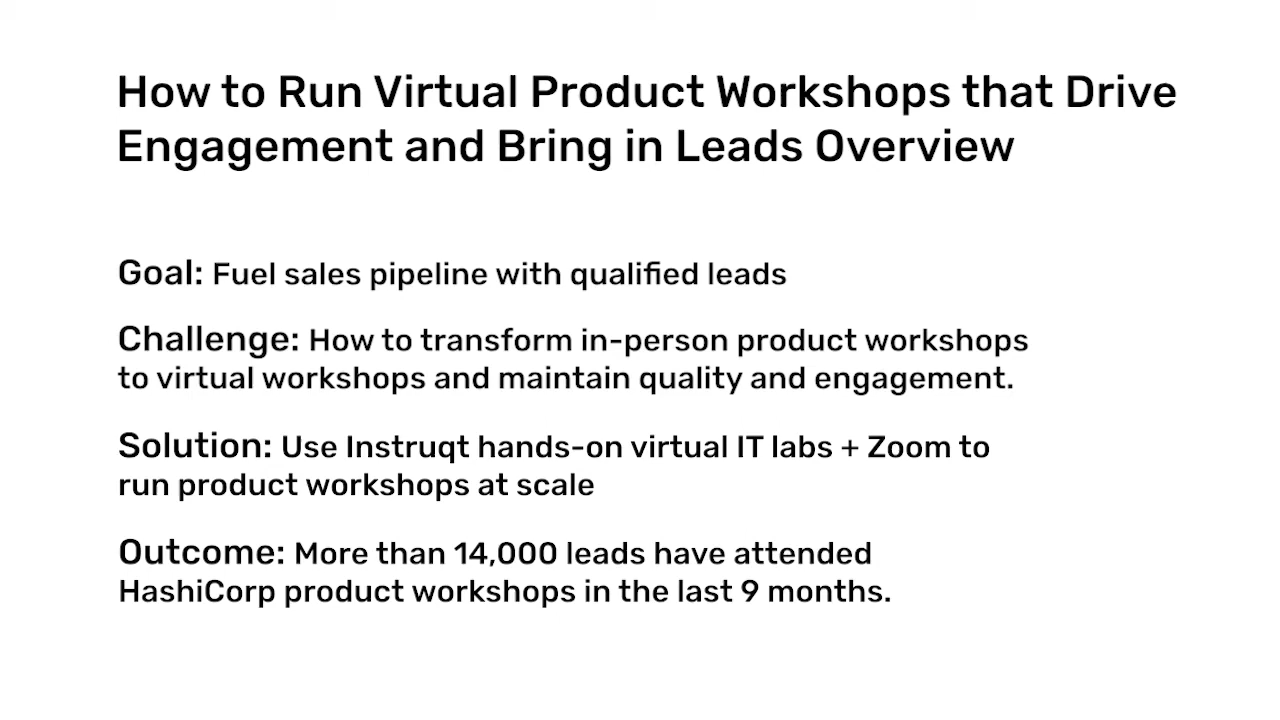 How to Run Virtual Product Workshops that Drive
Engagement and Bring in Leads Overview
Goal: Fuel sales pipeline with qualified leads
Challenge: How to transform in-person product workshops
to virtual workshops and maintain quality and engagement.
Solution: Use Instruqt hands-on virtual IT labs + Zoom to
run product workshops at scale
Outcome: More than 14,000 leads have attended
HashiCorp product workshops in the last 9 months.